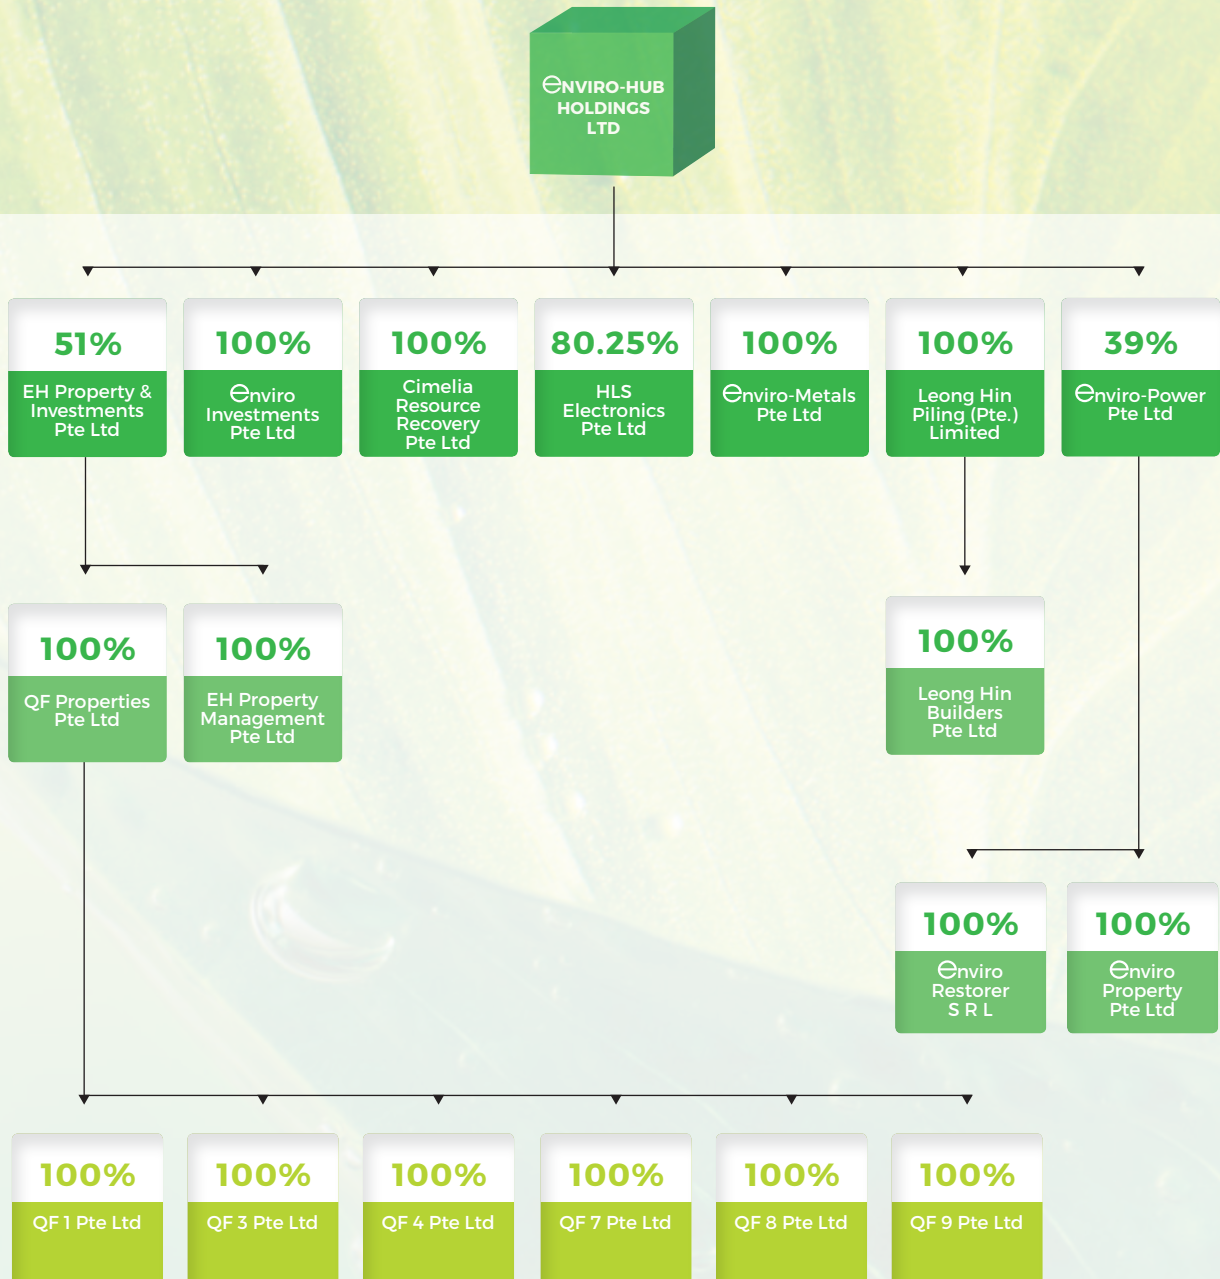 eNVIRO-HUB
HOLDINGS
LTD
51%
EH Property &
Investments
Pte Ltd
100%
enviro
Investments
Pte Ltd
100%
Cimelia
Resource
Recovery
Pte Ltd
80.25%
HLS
Electronics
Pte Ltd
100%
enviro-Metals
Pte Ltd
100%
Leong Hin
Piling (Pte.)
Limited
39%
enviro-Power
Pte Ltd
100%
QF Properties
Pte Ltd
100%
EH Property
Management
Pte Ltd
100%
Leong Hin
Builders
Pte Ltd
100%
enviro
Restorer
S R L
100%
enviro
Property
Pte Ltd
100%
QF 1 Pte Ltd
100%
QF 3 Pte Ltd
100%
QF 4 Pte Ltd
100%
QF 7 Pte Ltd
100%
QF 8 Pte Ltd
100%
QF 9 Pte Ltd